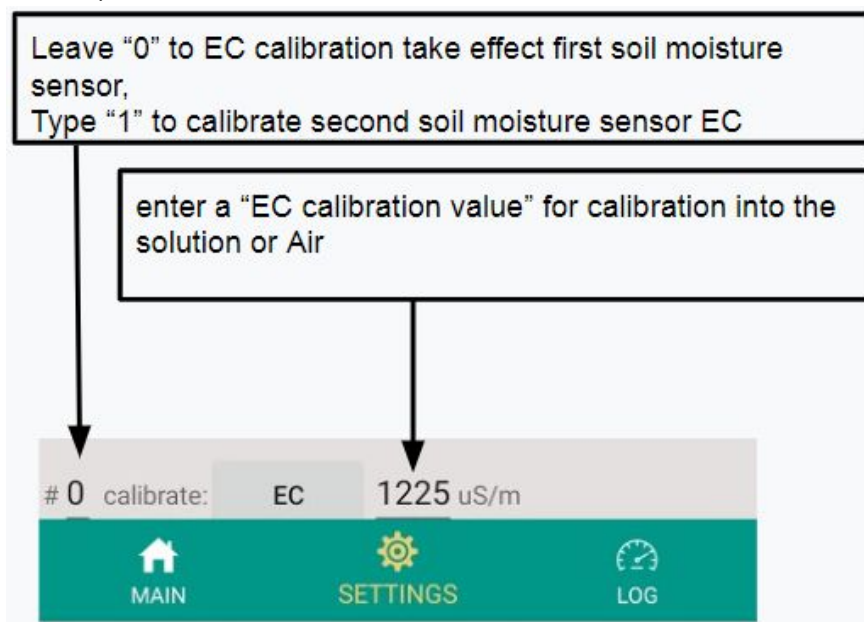 Leave “0” to EC calibration take effect first soil moisture
sensor,
Type “1” to calibrate second soil moisture sensor EC
enter a “EC calibration value” for calibration into the
solution or Air
# 0 calibrate: EC 1225 uS/m
MAIN SETTINGS LOG